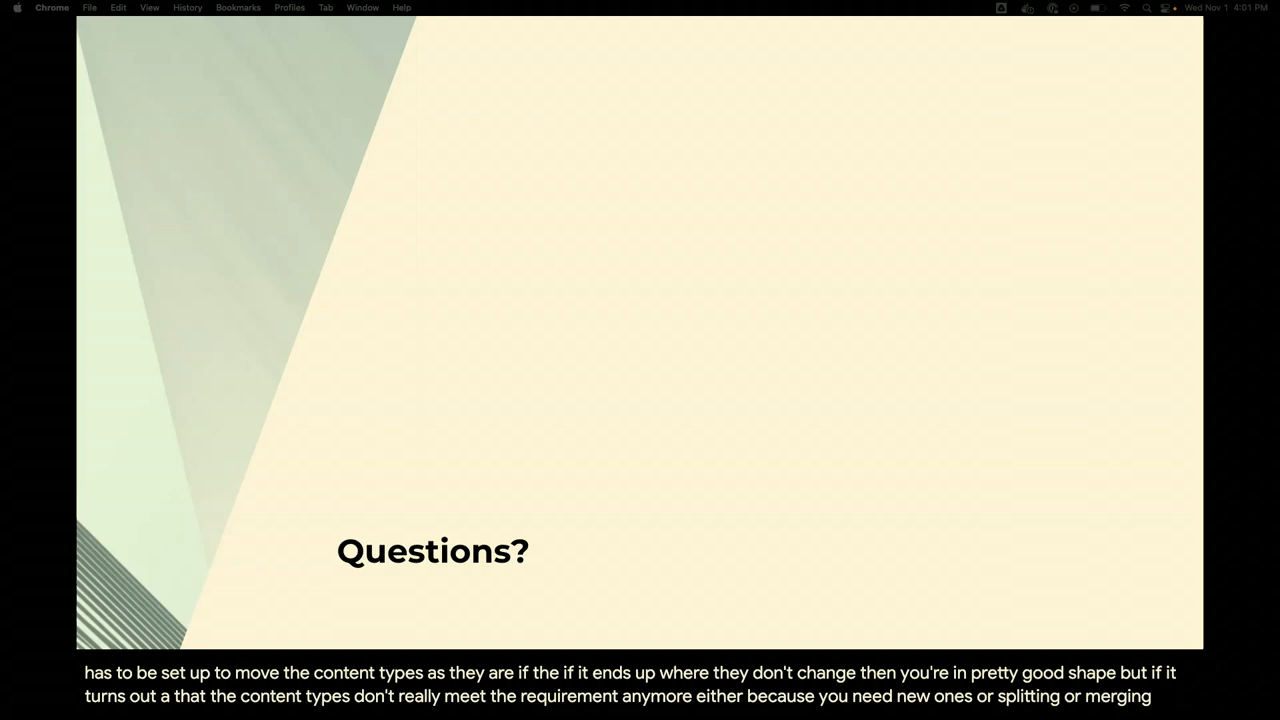 Chrome File Edit View History Bookmarks Profiles Tab Window Help Wed Nov 1 4:01 PM
Questions?
has to be set up to move the content types as they are if the if it ends up where they don't change then you're in pretty good shape but if it
turns out a that the content types don't really meet the requirement anymore either because you need new ones or splitting or merging